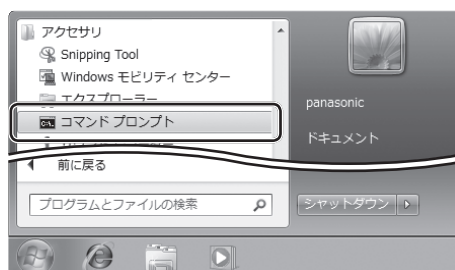 アクセサリ
Snipping Tool
Windows モビリティ センター
エクスプローラー
コマンド プロンプト
前に戻る
プログラムとファイルの検索
panasonic
ドキュメント
シャットダウン